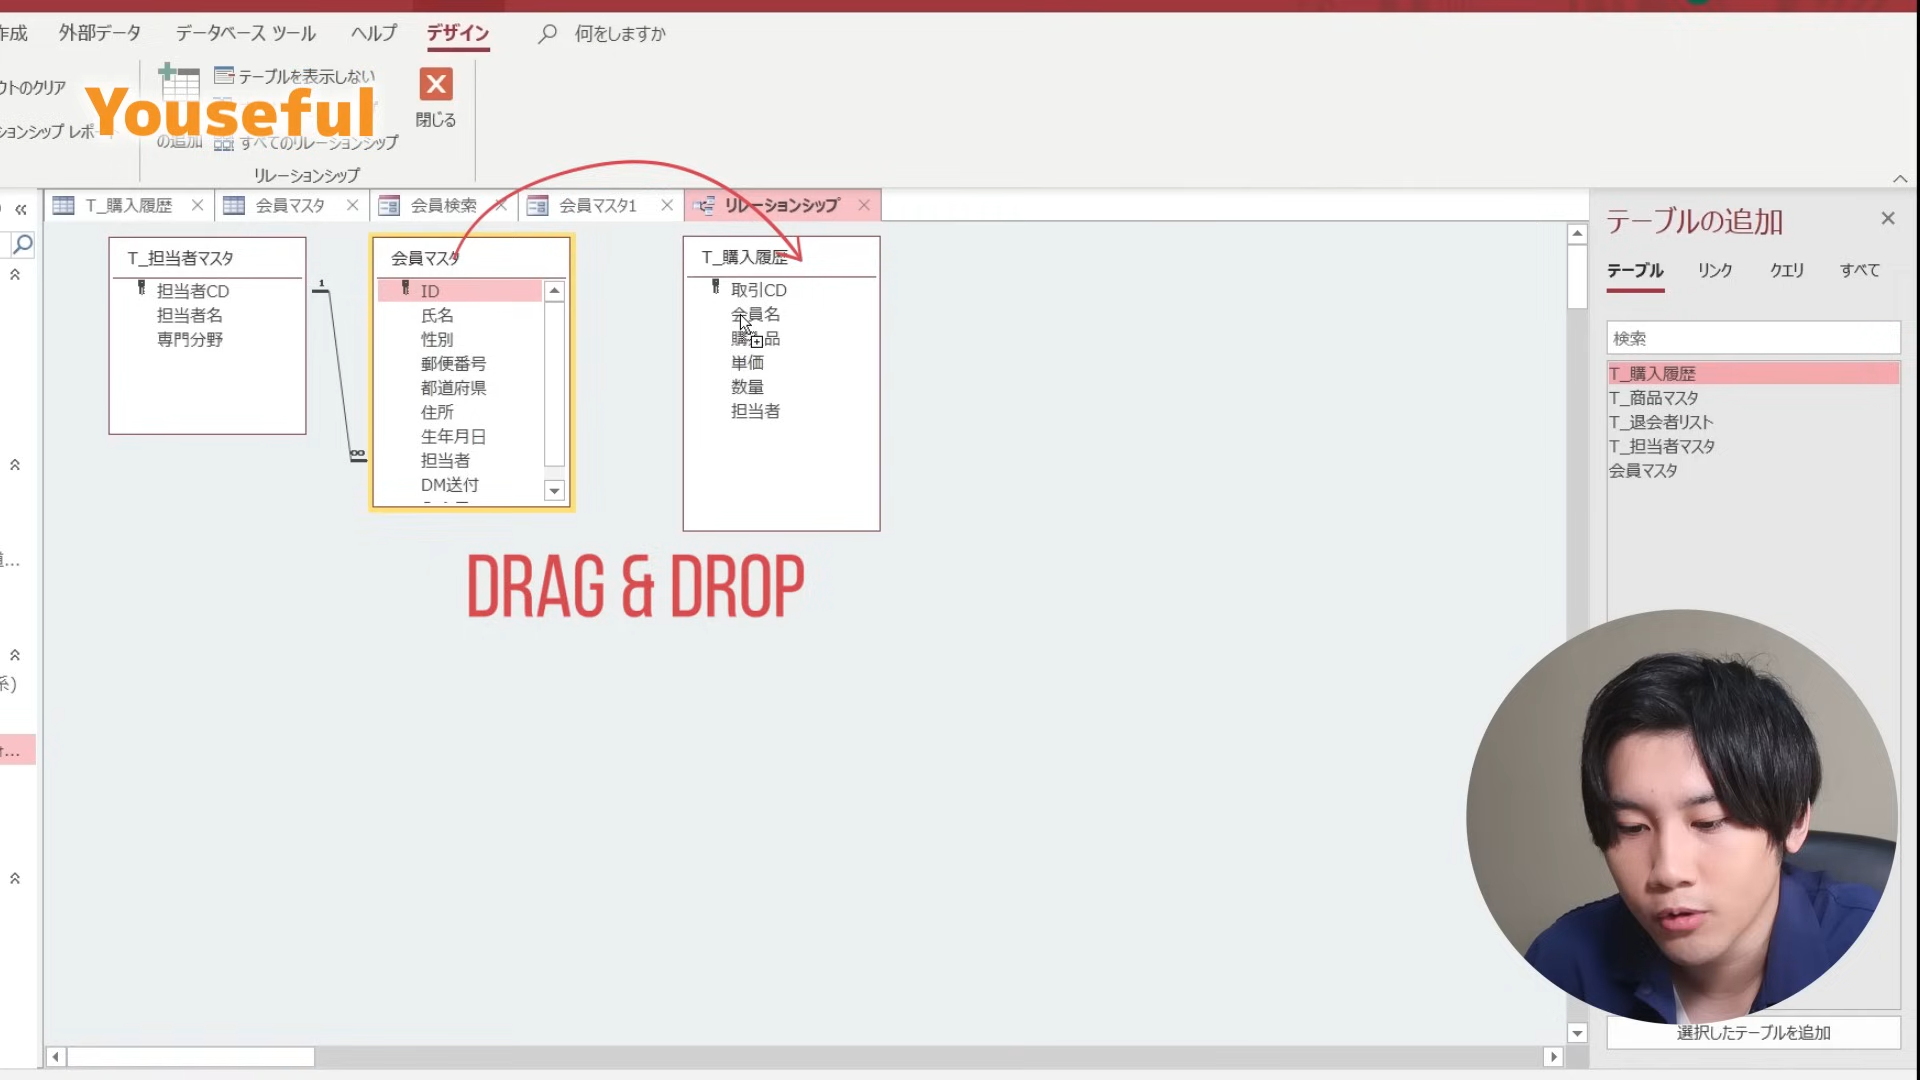 作成 外部データ データベース ツール ヘルプ デザイン 何をしますか
テーブルを表示しない
ウトのクリア
Youseful
閉じる
ションシップ レポー
の追加 すべてのリレーションシップ
リレーションシップ
T_購入履歴 会員マスタ 会員検索 会員マスタ1 リレーションシップ
T_担当者マスタ
担当者CD
担当者名
専門分野
1
∞
会員マスタ
ID
氏名
性別
郵便番号
都道府県
住所
生年月日
担当者
DM送付
T_購入履歴
取引CD
会員名
購入品
単価
数量
担当者
DRAG & DROP
テーブルの追加
テーブル リンク クエリ すべて
検索
T_購入履歴
T_商品マスタ
T_退会者リスト
T_担当者マスタ
会員マスタ
選択したテーブルを追加
系)